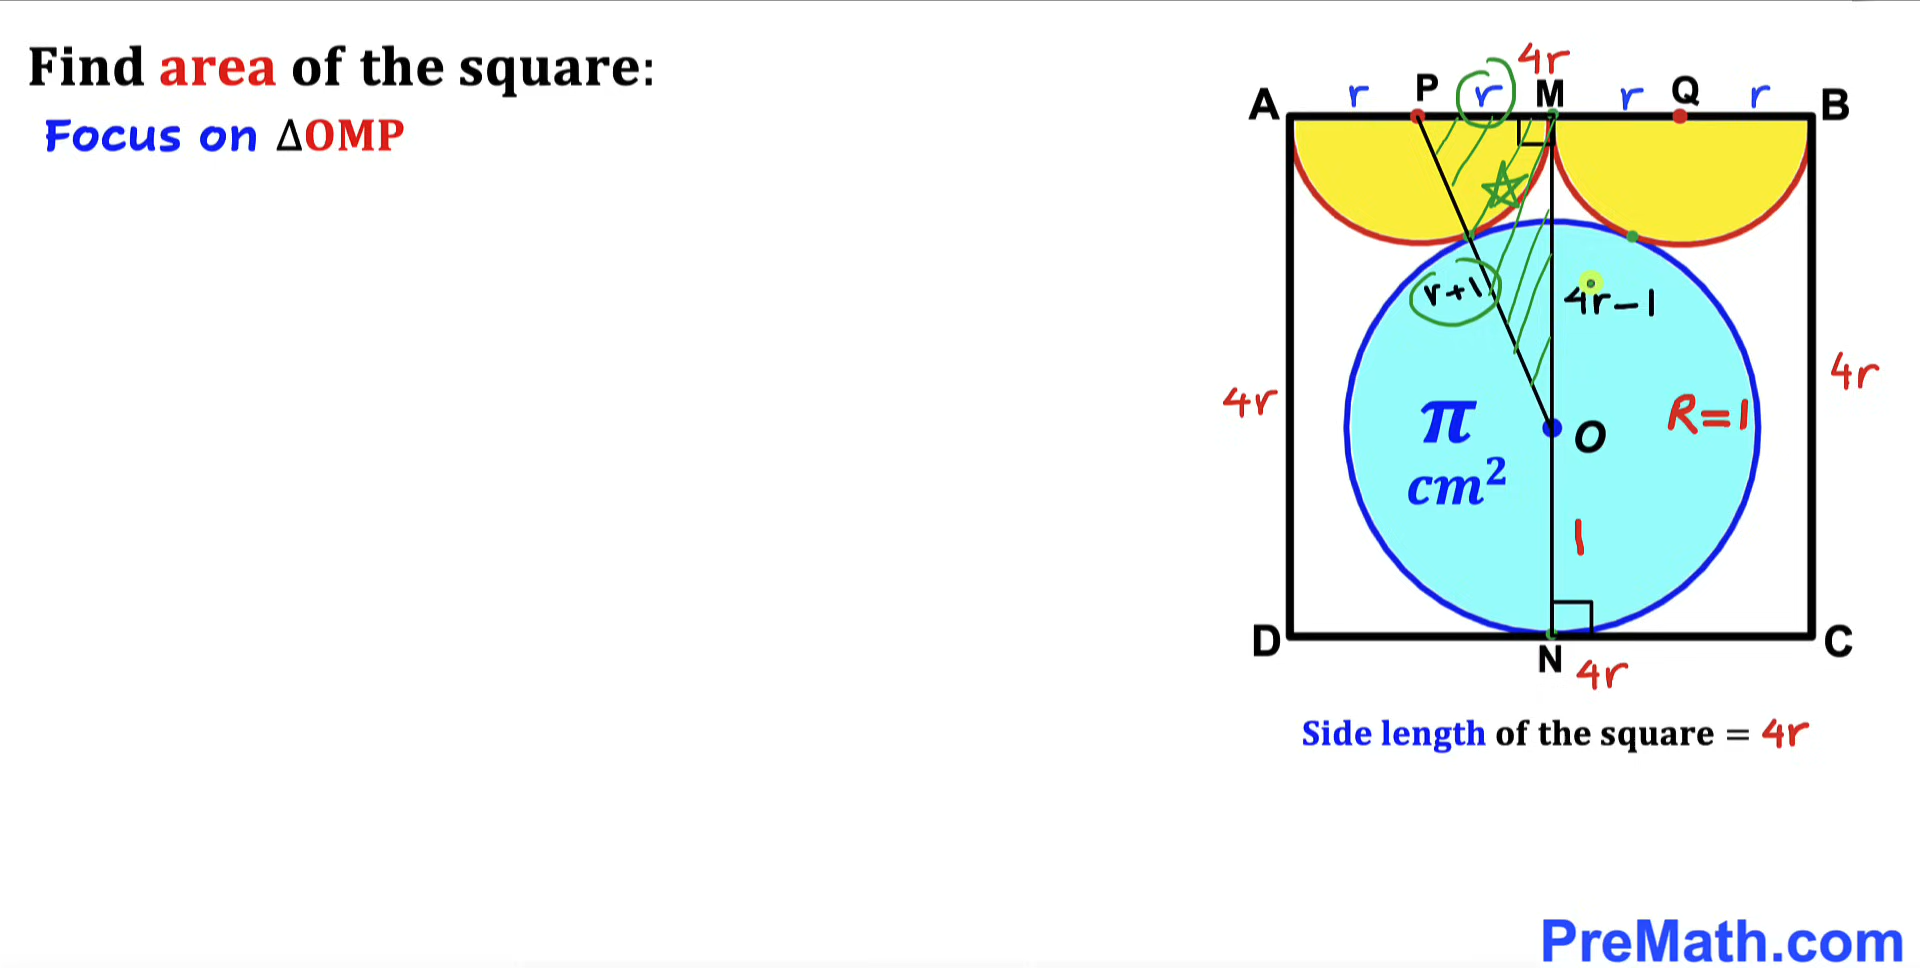 Find area of the square:
Focus on ΔOMP
4r
A r P r M r Q r B
r+1
4r-1
4r
4r
π
cm²
O
R=1
1
D
N
4r
C
Side length of the square = 4r
PreMath.com